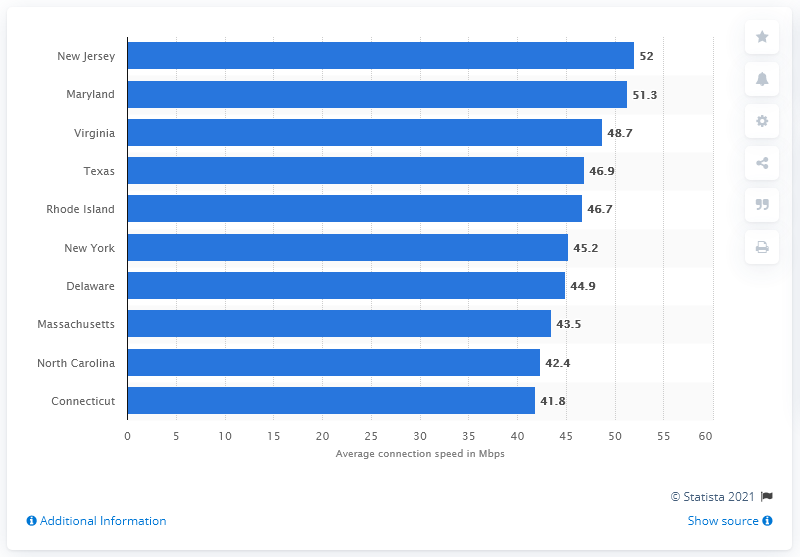 New Jersey 52
Maryland 51.3
Virginia 48.7
Texas 46.9
Rhode Island 46.7
New York 45.2
Delaware 44.9
Massachusetts 43.5
North Carolina 42.4
Connecticut 41.8
0 5 10 15 20 25 30 35 40 45 50 55 60
Average connection speed in Mbps
© Statista 2021
Additional Information Show source